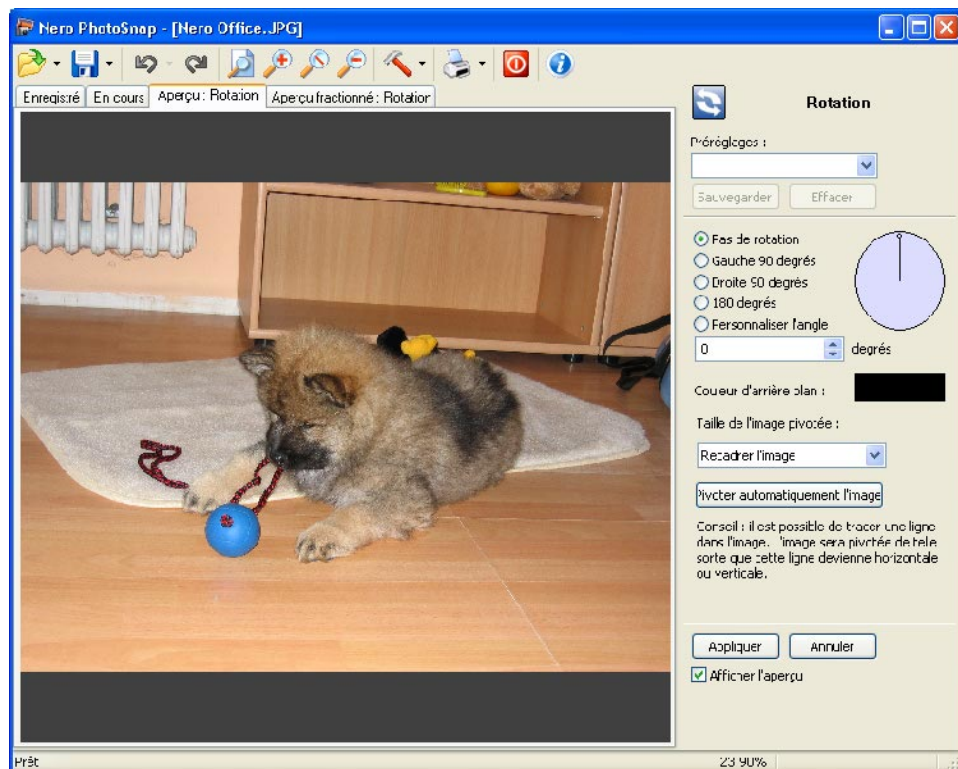 Nero PhotoSnap - [Nero Office.JPG]
Enregistré
En cours
Aperçu : Rotation
Aperçu fractionné : Rotation
Rotation
Préréglages :
Sauvegarder
Effacer
Pas de rotation
Gauche 90 degrés
Droite 90 degrés
180 degrés
Personnaliser l'angle
0
degrés
Couleur d'arrière plan :
Taille de l'image pivotée :
Recadrer l'image
Pivoter automatiquement l'image
Conseil : il est possible de tracer une ligne
dans l'image. L'image sera pivotée de telle
sorte que cette ligne devienne horizontale
ou verticale.
Appliquer
Annuler
Afficher l'aperçu
Prêt
23.90%